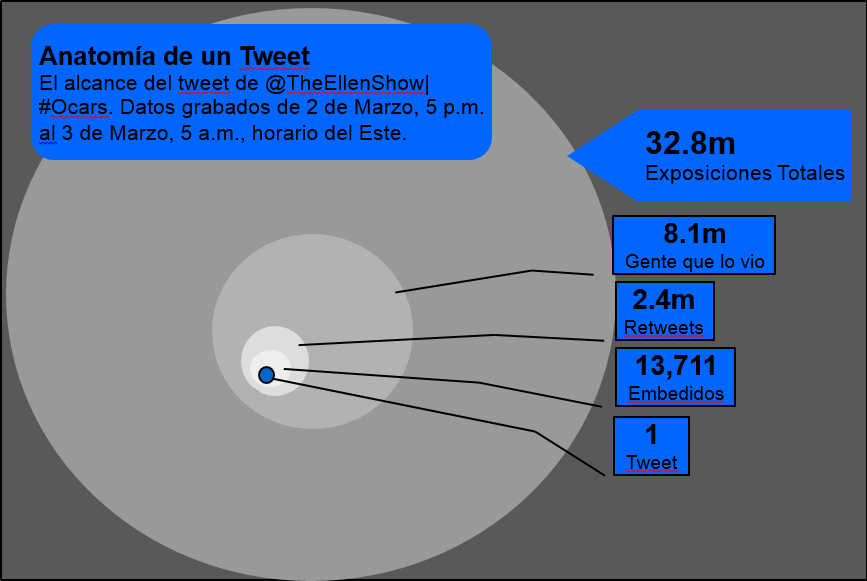 Anatomía de un Tweet
El alcance del tweet de @TheEllenShow|
#Ocars. Datos grabados de 2 de Marzo, 5 p.m.
al 3 de Marzo, 5 a.m., horario del Este.
32.8m
Exposiciones Totales
8.1m
Gente que lo vio
2.4m
Retweets
13,711
Embedidos
1
Tweet